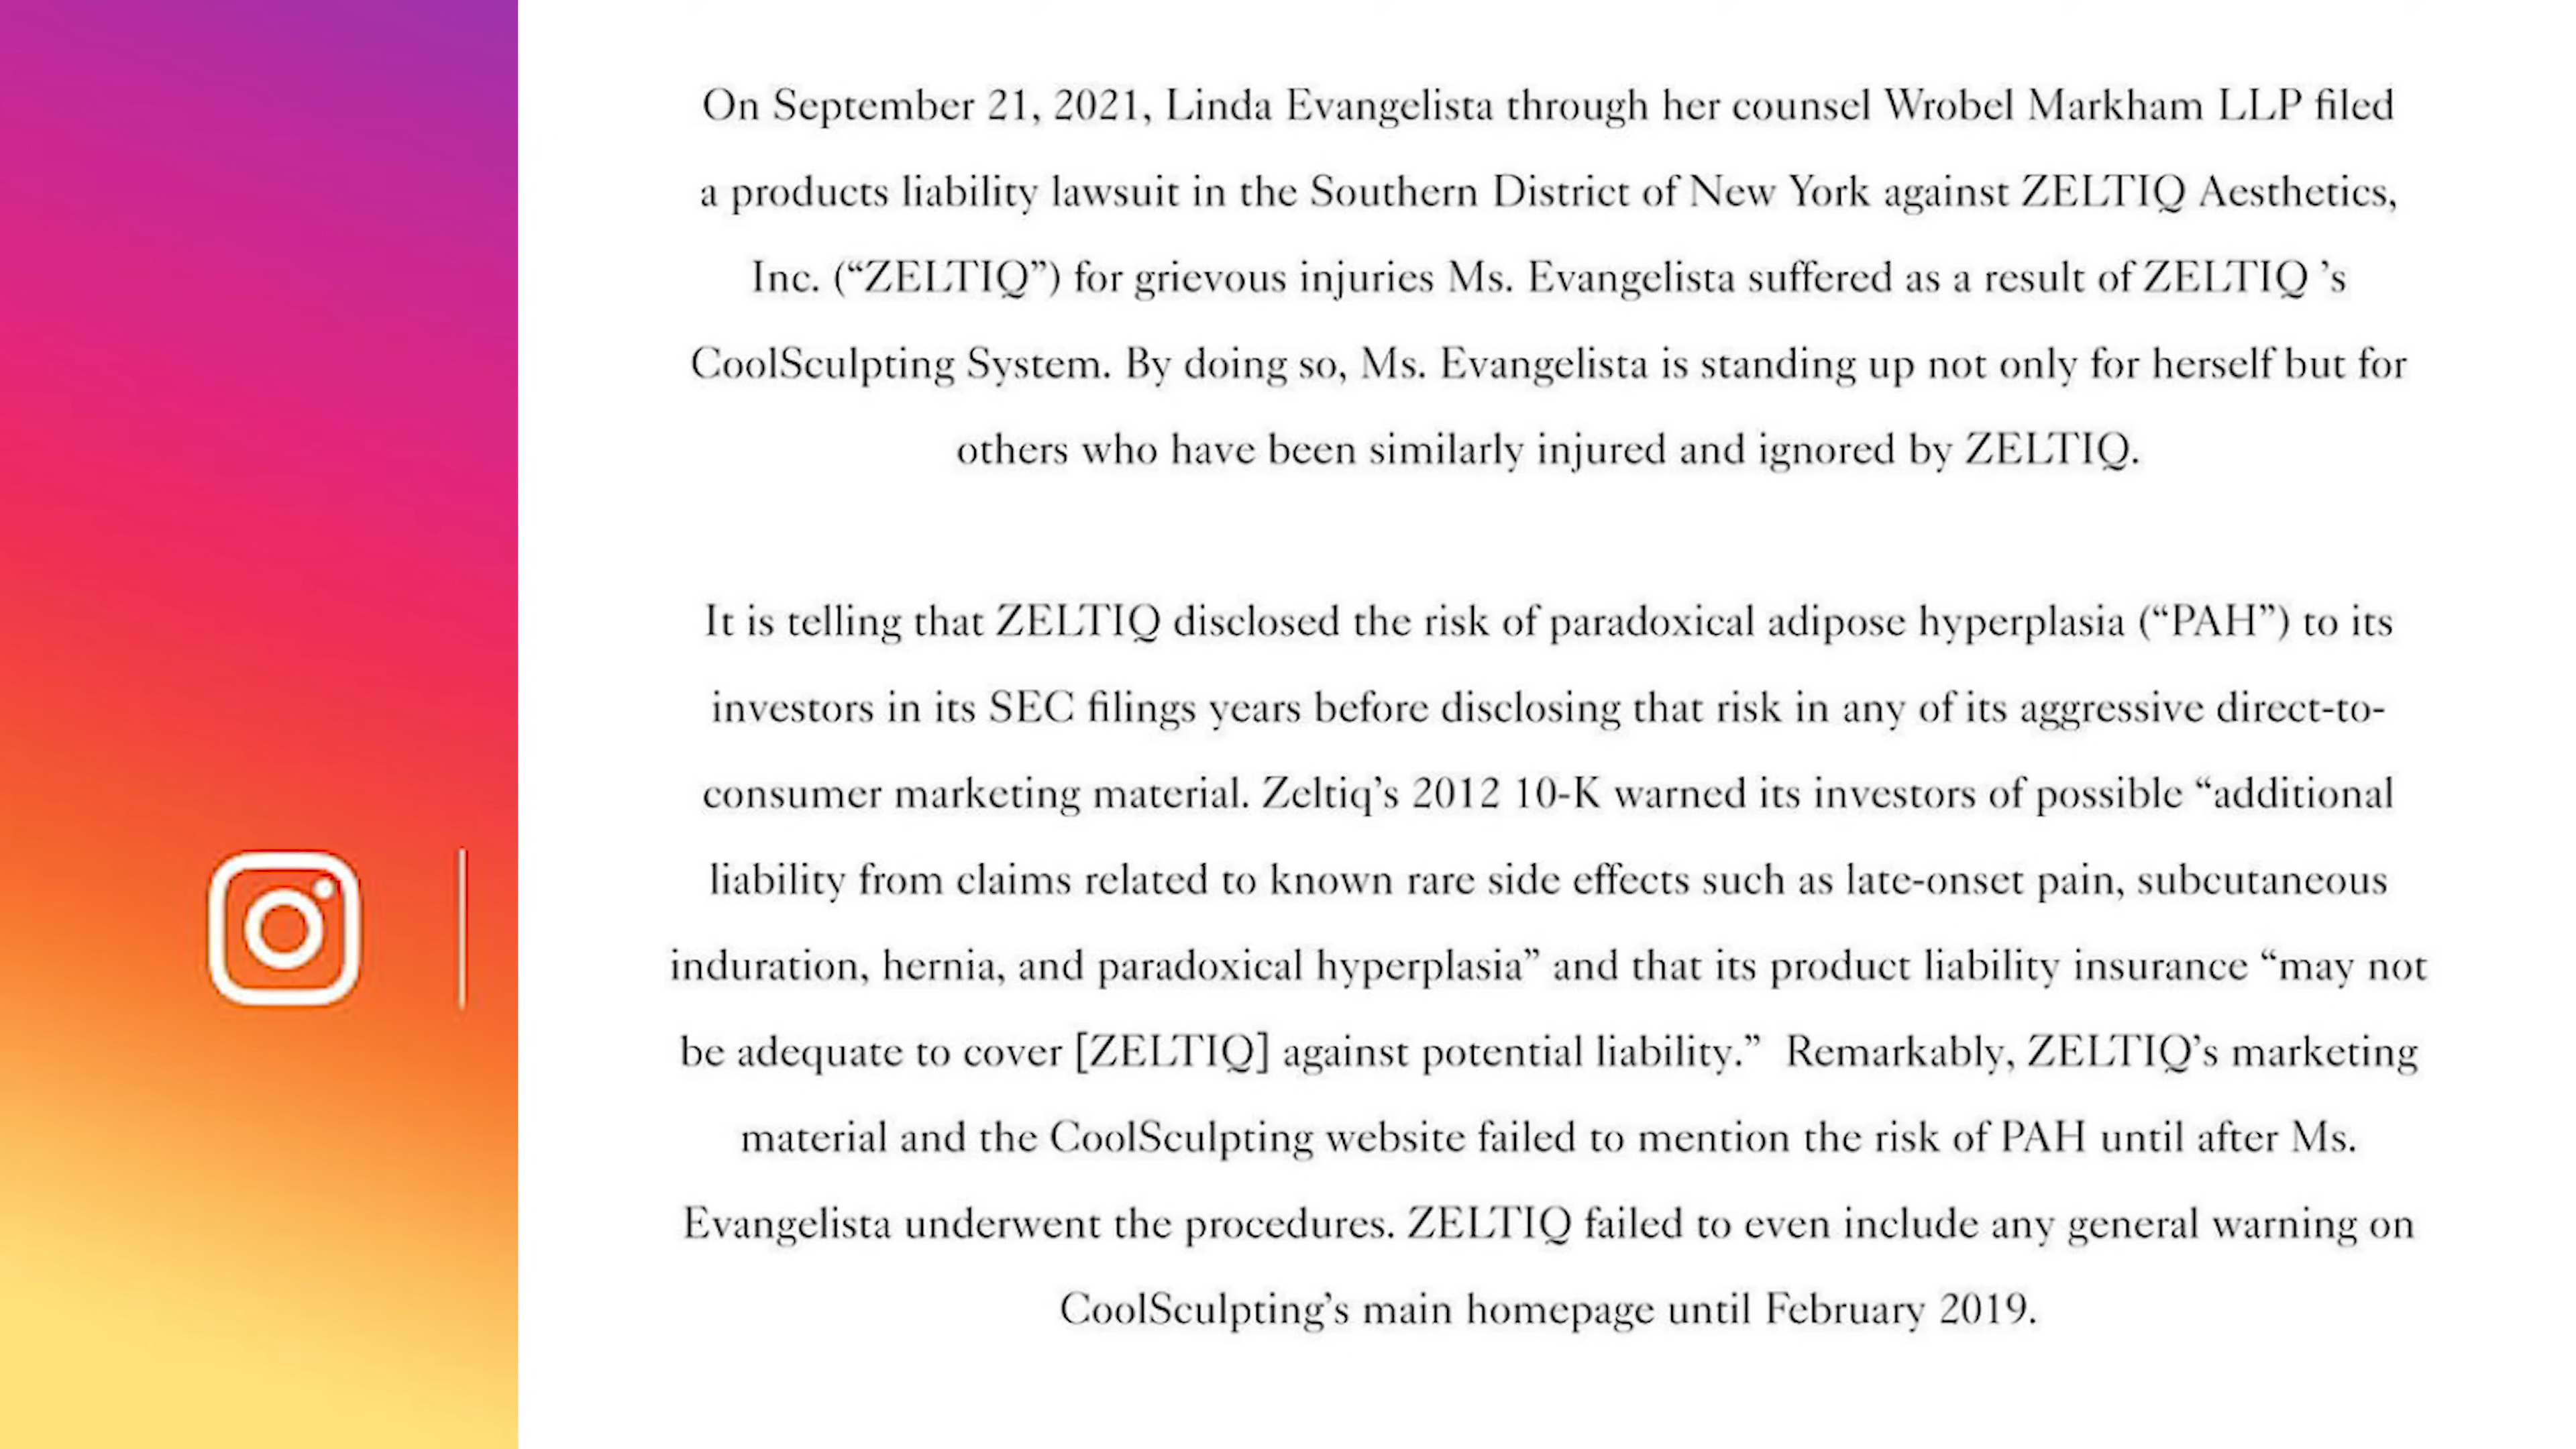 On September 21, 2021, Linda Evangelista through her counsel Wrobel Markham LLP filed
a products liability lawsuit in the Southern District of New York against ZELTIQ Aesthetics,
Inc. (“ZELTIQ”) for grievous injuries Ms. Evangelista suffered as a result of ZELTIQ ’s
CoolSculpting System. By doing so, Ms. Evangelista is standing up not only for herself but for
others who have been similarly injured and ignored by ZELTIQ.
It is telling that ZELTIQ disclosed the risk of paradoxical adipose hyperplasia (“PAH”) to its
investors in its SEC filings years before disclosing that risk in any of its aggressive direct-to-
consumer marketing material. Zeltiq’s 2012 10-K warned its investors of possible “additional
liability from claims related to known rare side effects such as late-onset pain, subcutaneous
induration, hernia, and paradoxical hyperplasia” and that its product liability insurance “may not
be adequate to cover [ZELTIQ] against potential liability.”  Remarkably, ZELTIQ’s marketing
material and the CoolSculpting website failed to mention the risk of PAH until after Ms.
Evangelista underwent the procedures. ZELTIQ failed to even include any general warning on
CoolSculpting’s main homepage until February 2019.